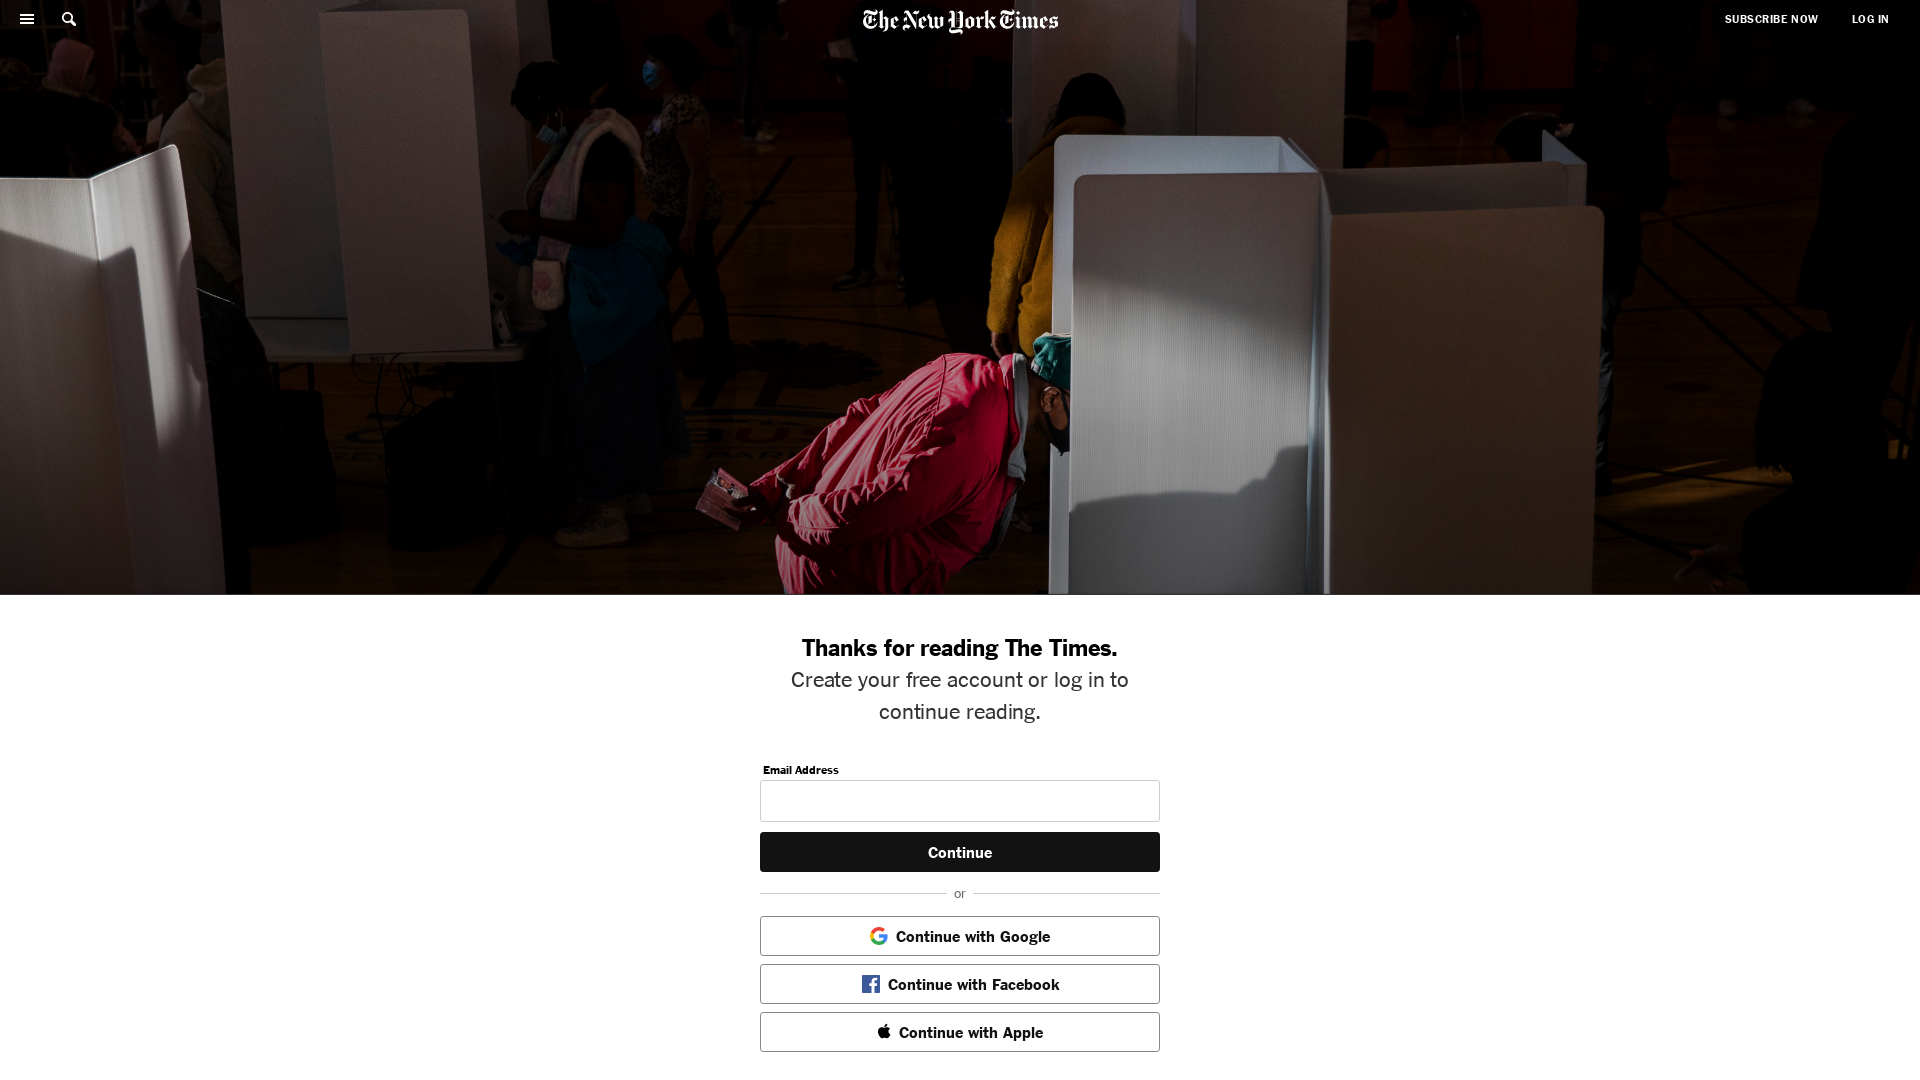 The New York Times
SUBSCRIBE NOW
LOG IN
Thanks for reading The Times.
Create your free account or log in to
continue reading.
Email Address
Continue
or
Continue with Google
Continue with Facebook
Continue with Apple